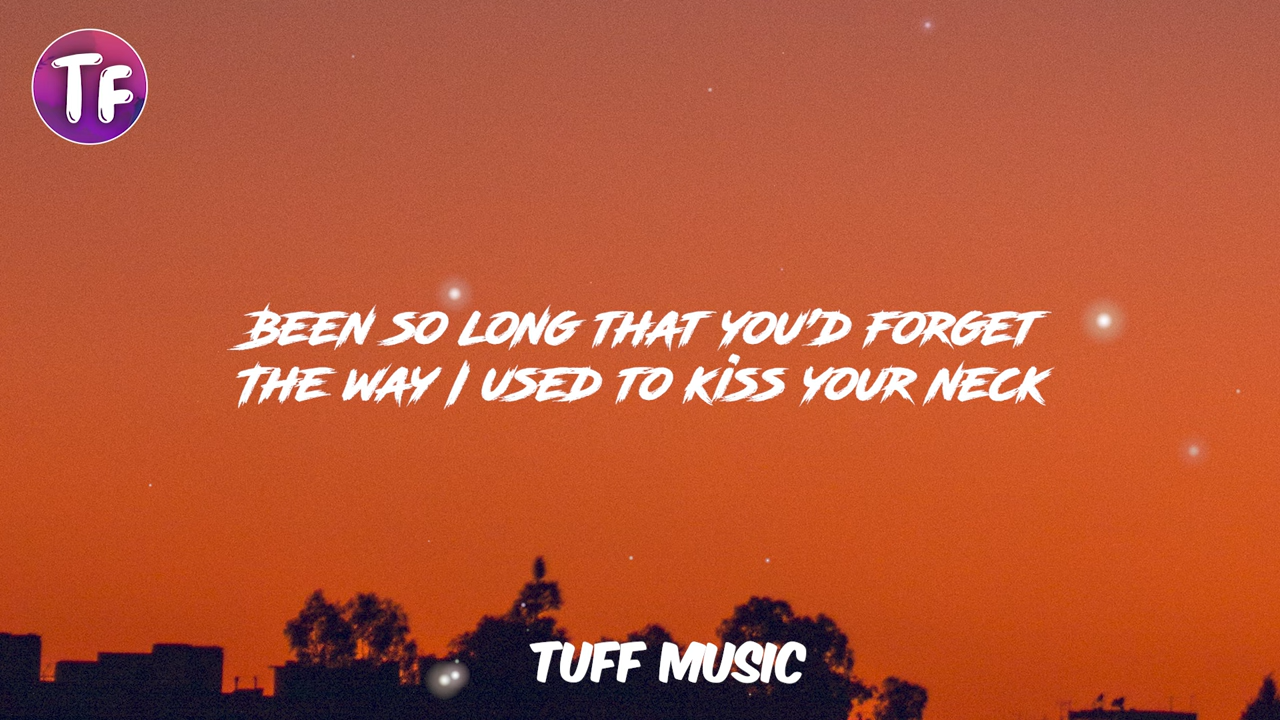 TF
BEEN SO LONG THAT YOU'D FORGET
THE WAY I USED TO KiSS YOUR NECK
TUFF MUSIC